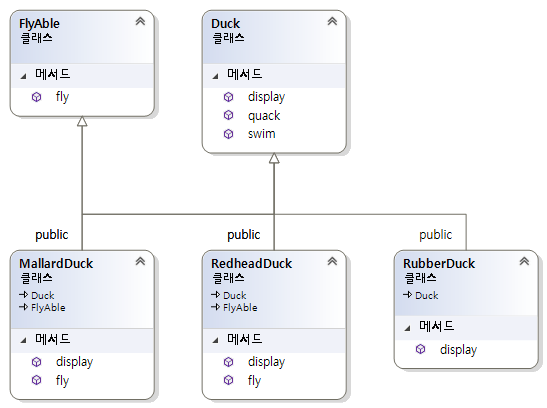 FlyAble
클래스
메서드
fly
Duck
클래스
메서드
display
quack
swim
public
public
public
MallardDuck
클래스
Duck
FlyAble
메서드
display
fly
RedheadDuck
클래스
Duck
FlyAble
메서드
display
fly
RubberDuck
클래스
Duck
메서드
display